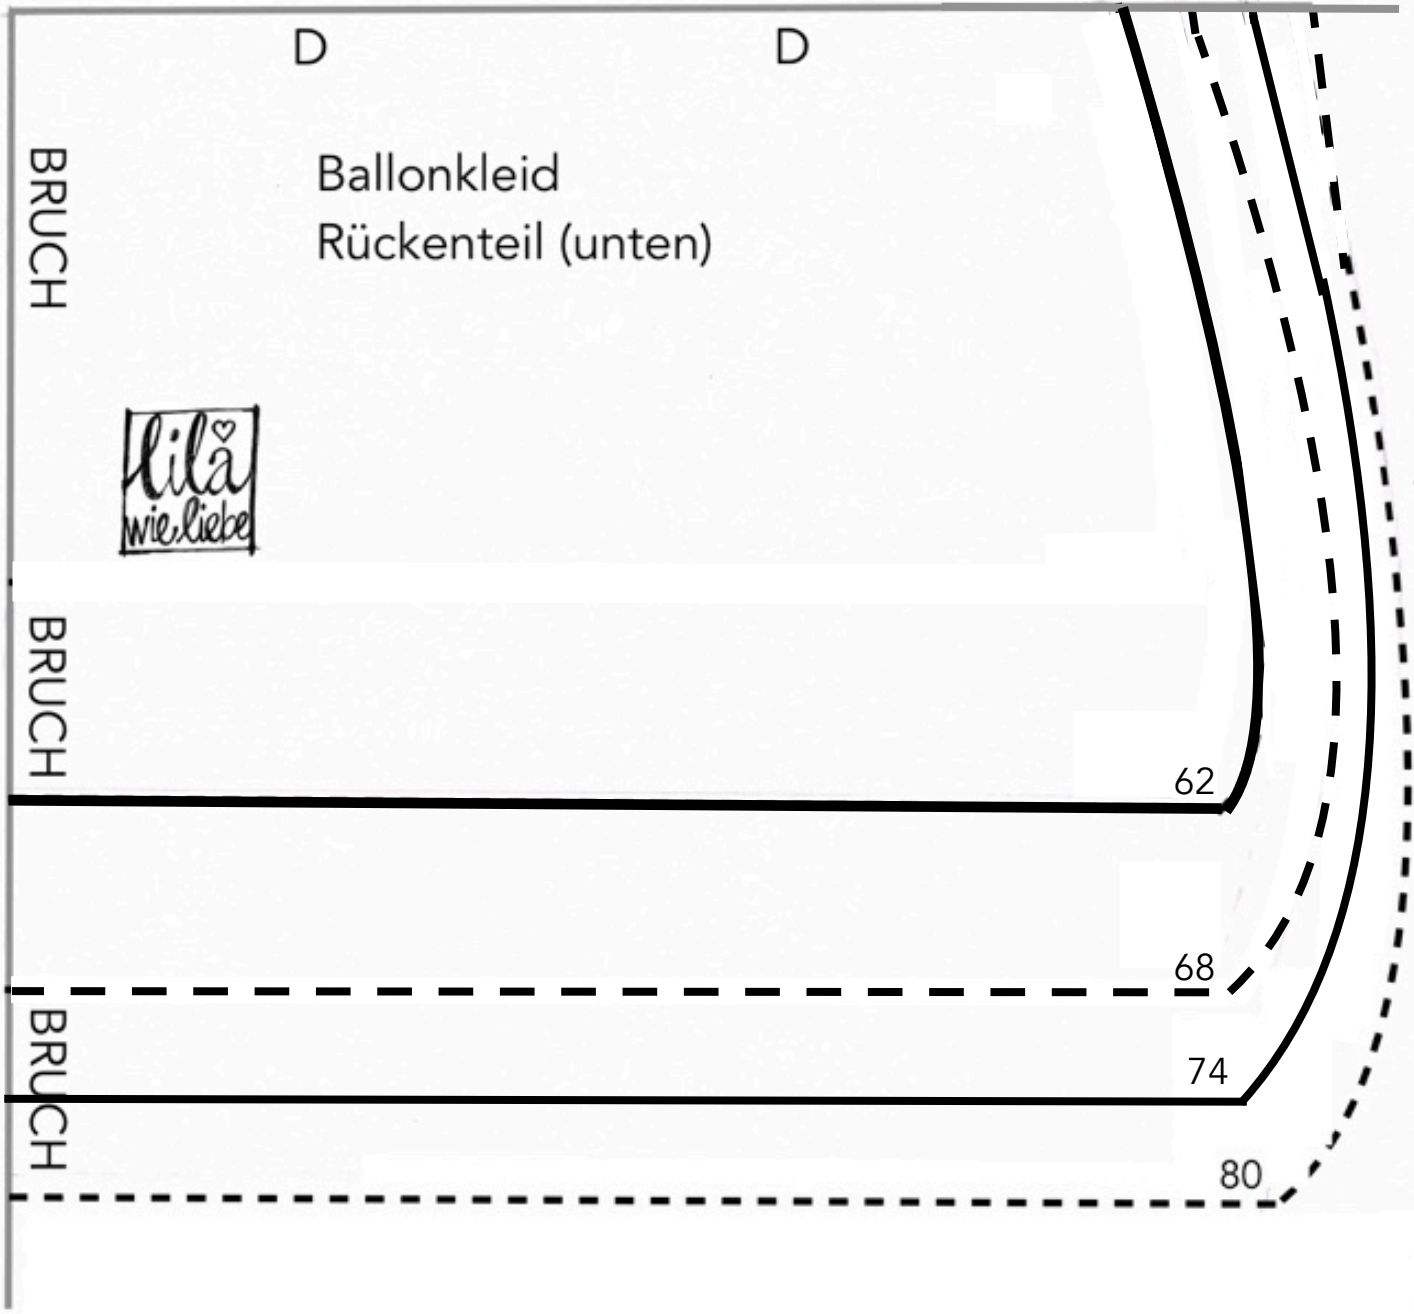 D D
BRUCH
Ballonkleid
Rückenteil (unten)
lila
wie liebe
BRUCH
62
68
BRUCH
74
80